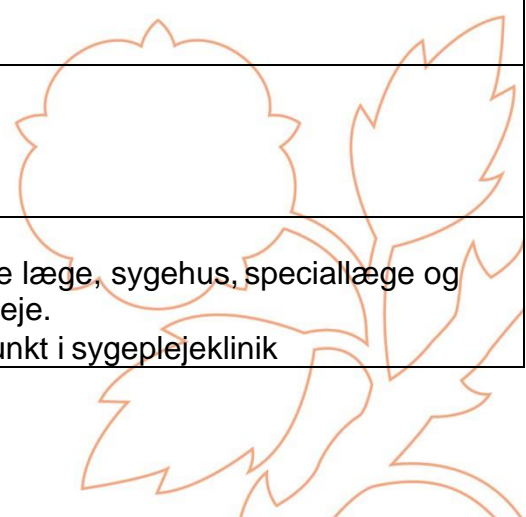 e læge, sygehus, speciallæge og
eje.
unkt i sygeplejeklinik